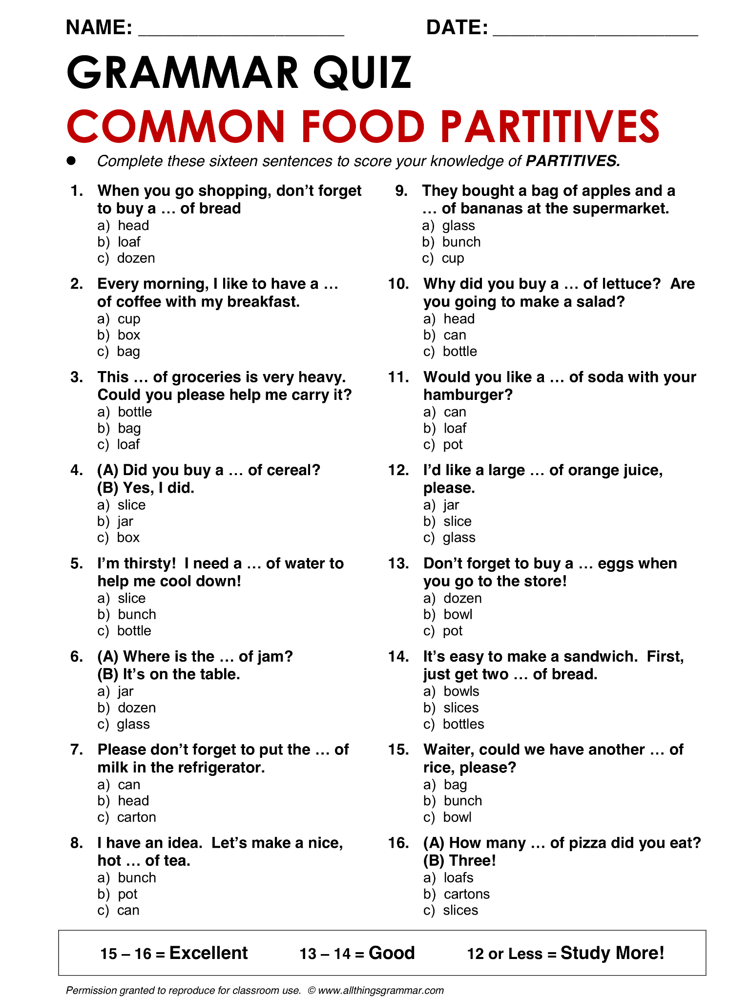 NAME: ______________________ DATE: ______________________
GRAMMAR QUIZ
COMMON FOOD PARTITIVES
● Complete these sixteen sentences to score your knowledge of PARTITIVES.
1. When you go shopping, don’t forget
to buy a … of bread
a) head
b) loaf
c) dozen
2. Every morning, I like to have a …
of coffee with my breakfast.
a) cup
b) box
c) bag
3. This … of groceries is very heavy.
Could you please help me carry it?
a) bottle
b) bag
c) loaf
4. (A) Did you buy a … of cereal?
(B) Yes, I did.
a) slice
b) jar
c) box
5. I’m thirsty! I need a … of water to
help me cool down!
a) slice
b) bunch
c) bottle
6. (A) Where is the … of jam?
(B) It’s on the table.
a) jar
b) dozen
c) glass
7. Please don’t forget to put the … of
milk in the refrigerator.
a) can
b) head
c) carton
8. I have an idea. Let’s make a nice,
hot … of tea.
a) bunch
b) pot
c) can
9. They bought a bag of apples and a
… of bananas at the supermarket.
a) glass
b) bunch
c) cup
10. Why did you buy a … of lettuce? Are
you going to make a salad?
a) head
b) can
c) bottle
11. Would you like a … of soda with your
hamburger?
a) can
b) loaf
c) pot
12. I’d like a large … of orange juice,
please.
a) jar
b) slice
c) glass
13. Don’t forget to buy a … eggs when
you go to the store!
a) dozen
b) bowl
c) pot
14. It’s easy to make a sandwich. First,
just get two … of bread.
a) bowls
b) slices
c) bottles
15. Waiter, could we have another … of
rice, please?
a) bag
b) bunch
c) bowl
16. (A) How many … of pizza did you eat?
(B) Three!
a) loafs
b) cartons
c) slices
15 – 16 = Excellent 13 – 14 = Good 12 or Less = Study More!
Permission granted to reproduce for classroom use. © www.allthingsgrammar.com